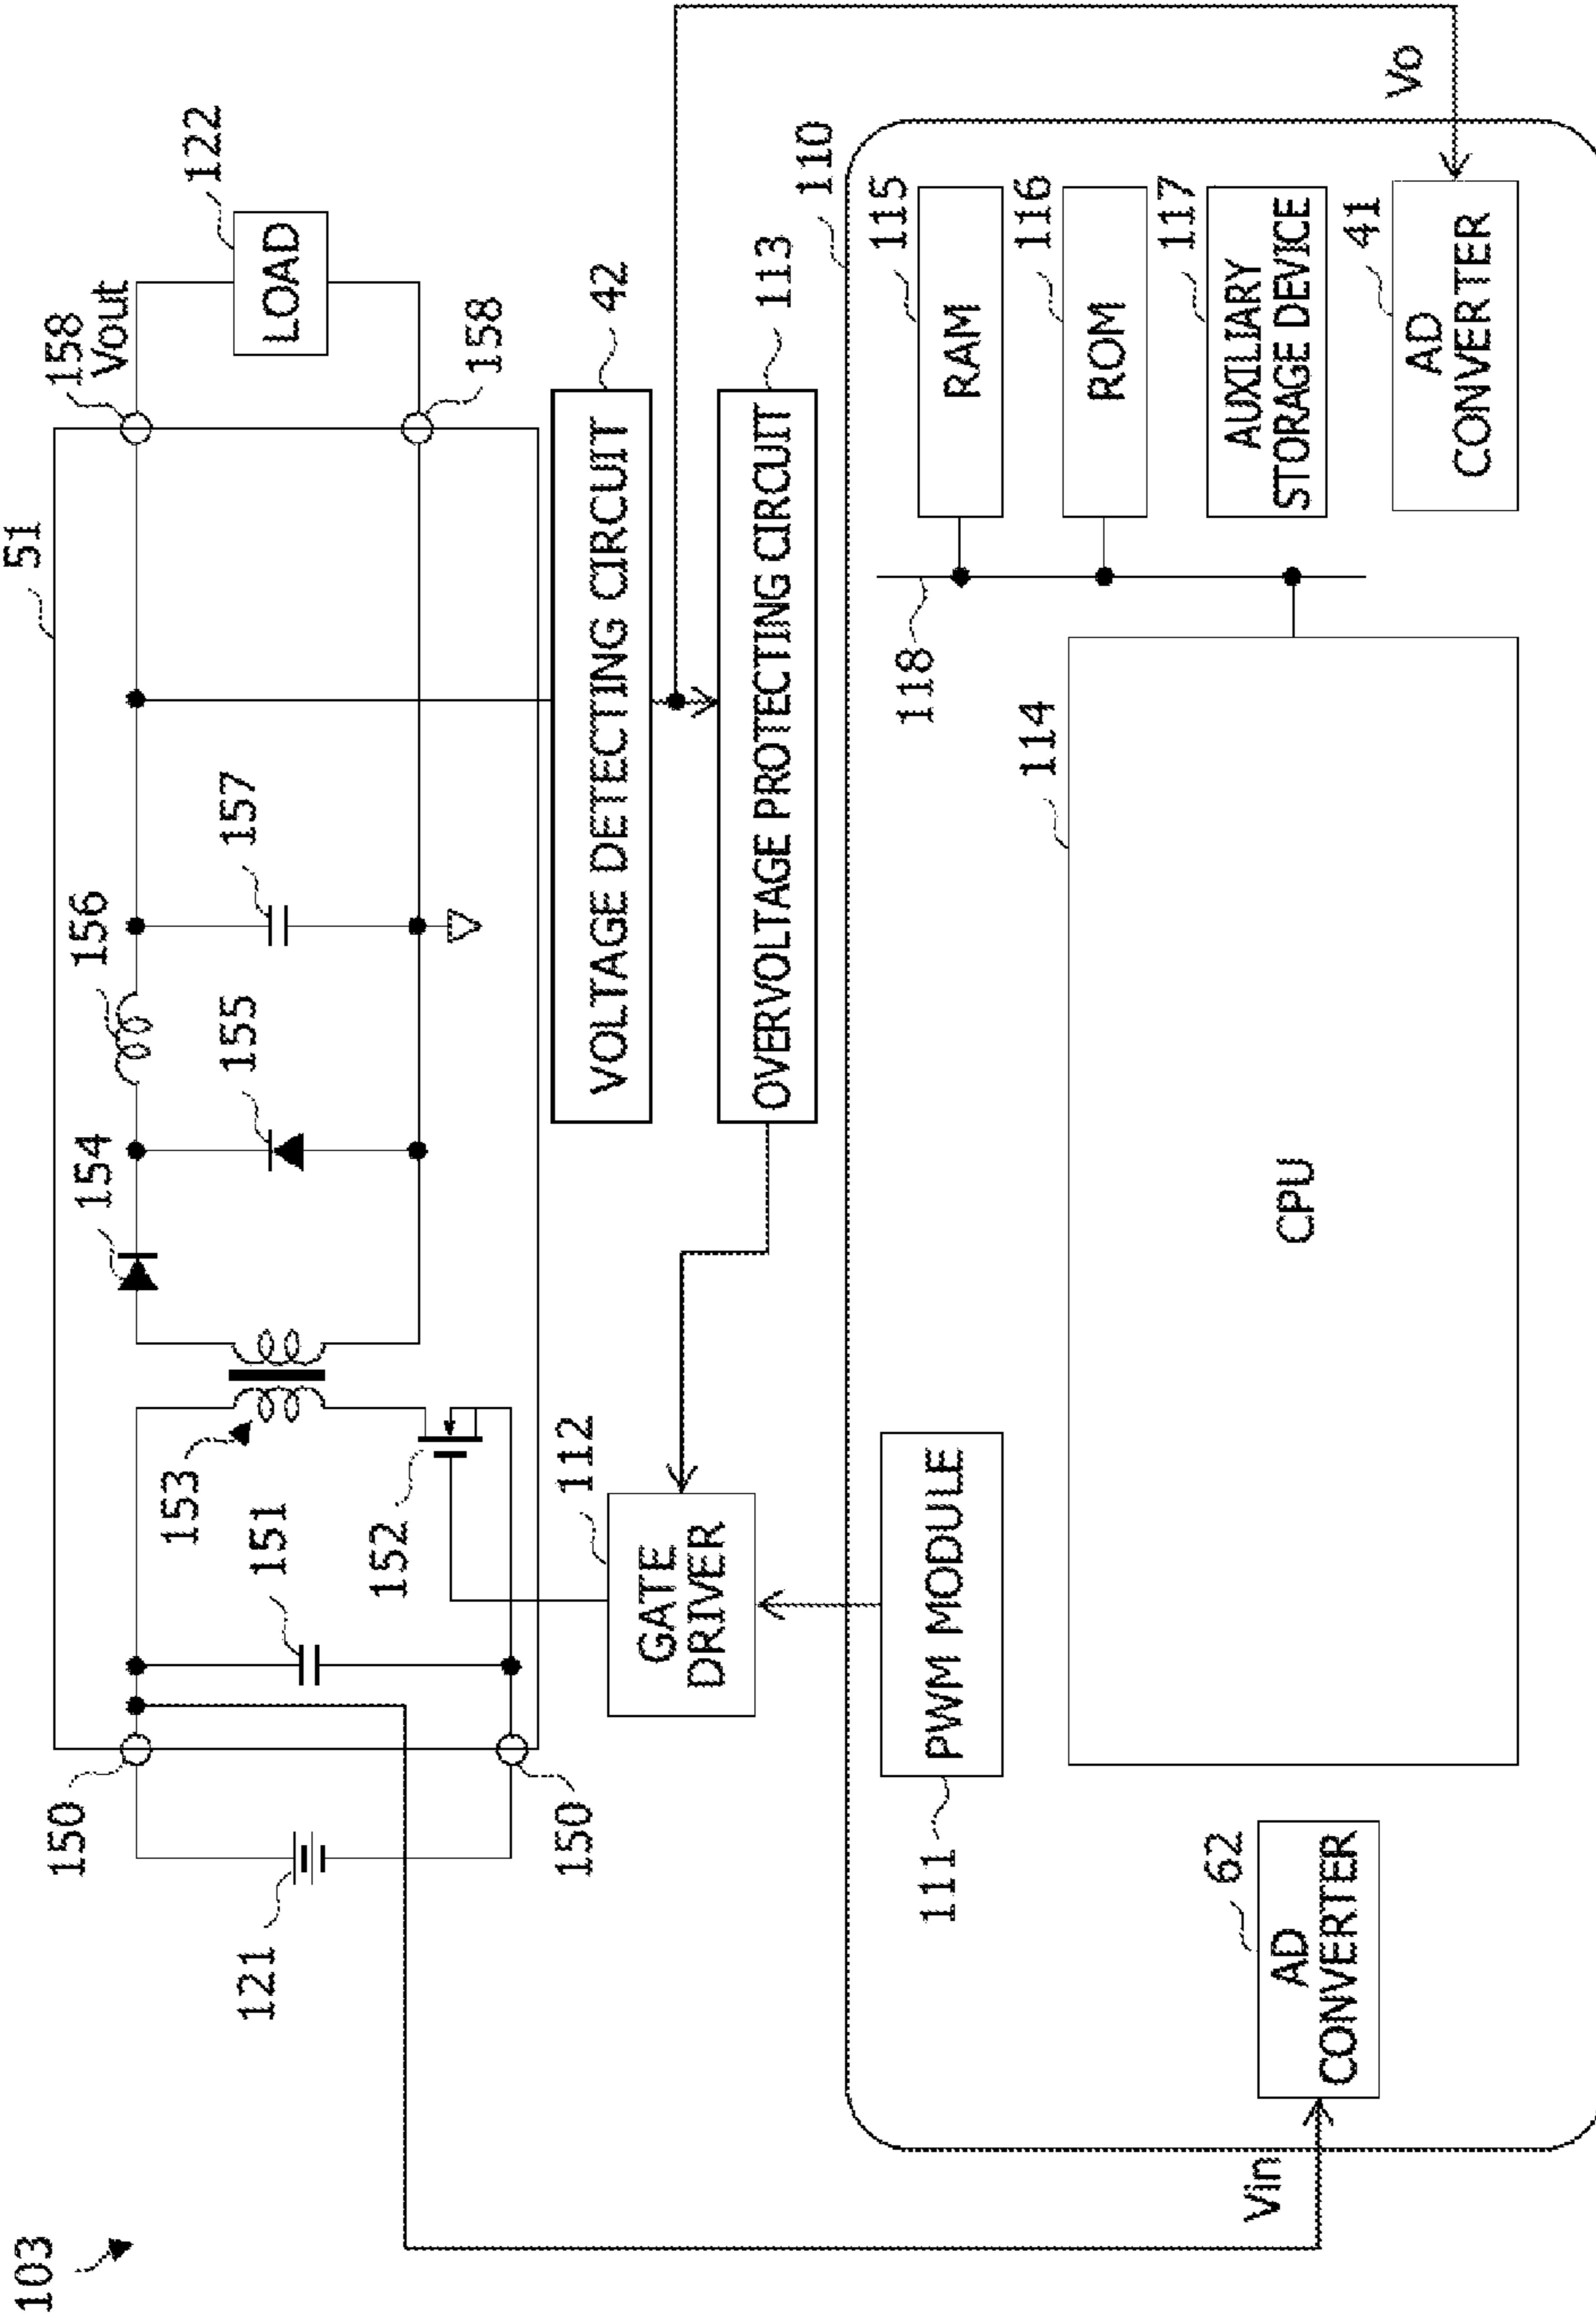 103
51
150
121
150
151
153
152
154
155
156
157
158
Vout
158
122
LOAD
112
GATE
DRIVER
VOLTAGE DETECTING CIRCUIT
42
OVERVOLTAGE PROTECTING CIRCUIT
113
110
111
PWM MODULE
62
AD
CONVERTER
Vin
114
CPU
118
115
RAM
116
ROM
117
AUXILIARY
STORAGE DEVICE
41
AD
CONVERTER
Vo